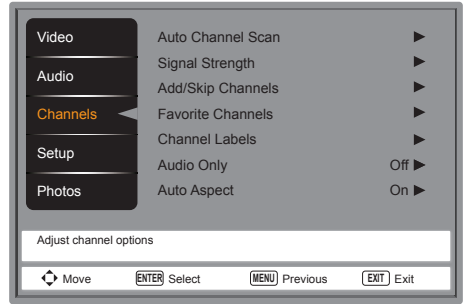 Video
Audio
Channels
Setup
Photos
Auto Channel Scan
Signal Strength
Add/Skip Channels
Favorite Channels
Channel Labels
Audio Only Off
Auto Aspect On
Adjust channel options
Move ENTER Select MENU Previous EXIT Exit